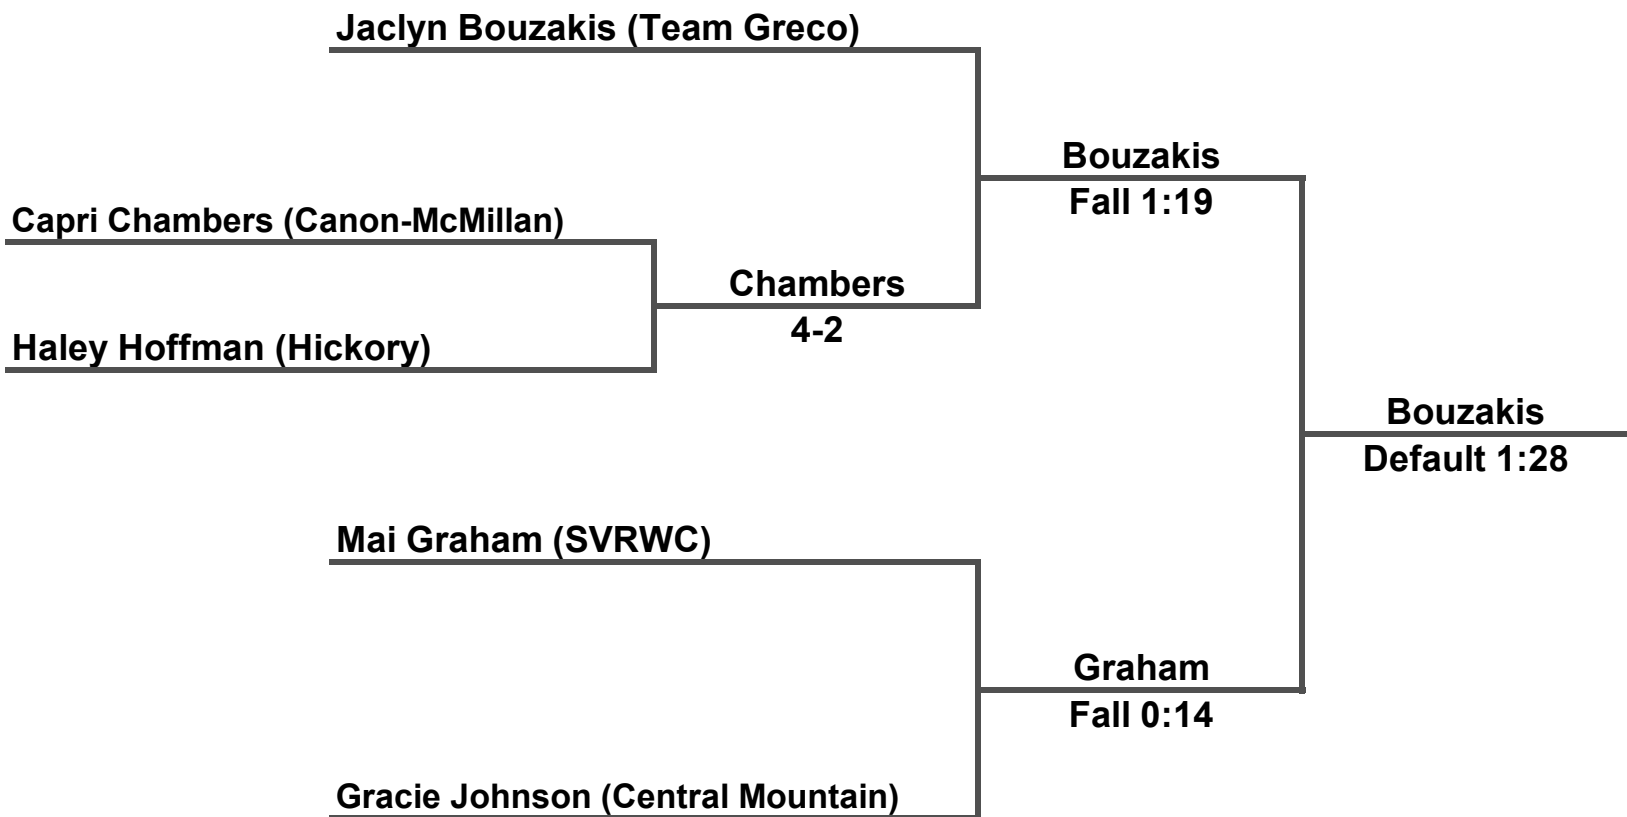 Jaclyn Bouzakis (Team Greco)
Bouzakis
Fall 1:19
Capri Chambers (Canon-McMillan)
Chambers
4-2
Haley Hoffman (Hickory)
Bouzakis
Default 1:28
Mai Graham (SVRWC)
Graham
Fall 0:14
Gracie Johnson (Central Mountain)